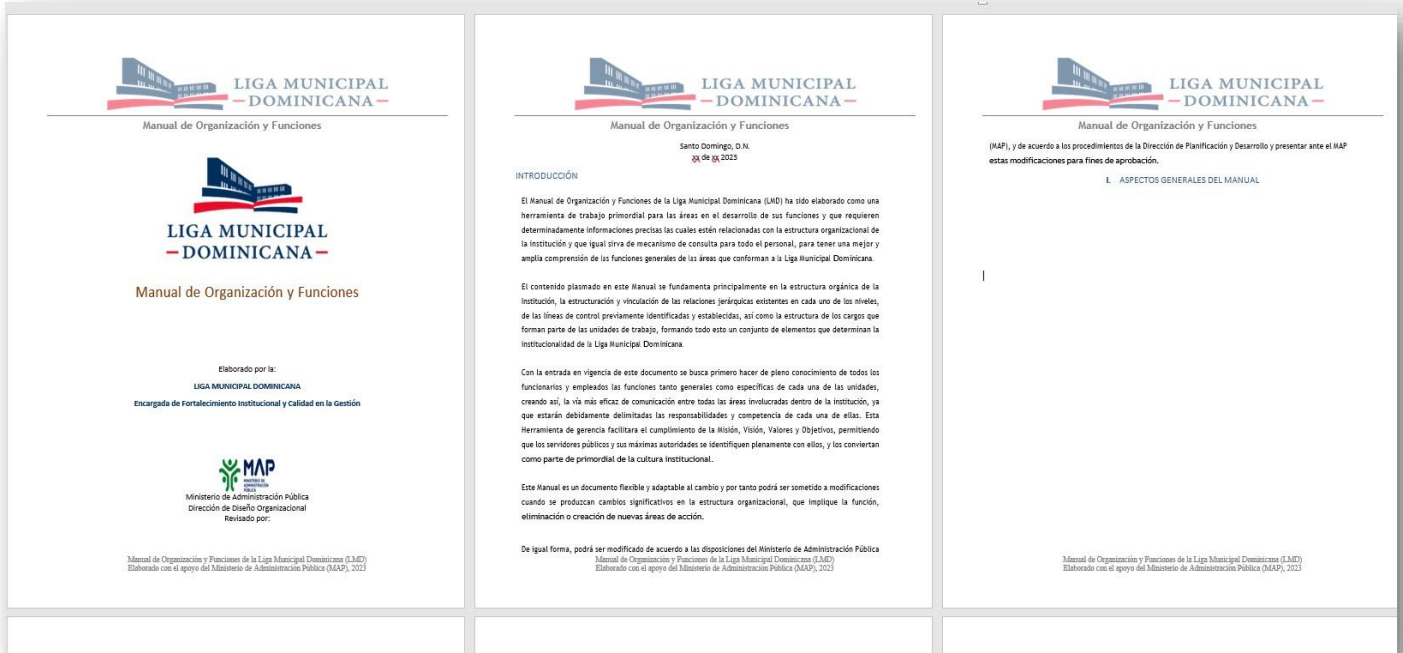 LIGA MUNICIPAL
DOMINICANA
Manual de Organización y Funciones
LIGA MUNICIPAL
DOMINICANA
Manual de Organización y Funciones
Elaborado por la:
LIGA MUNICIPAL DOMINICANA
Encargada de Fortalecimiento Institucional y Calidad en la Gestión
MAP
MINISTERIO DE
ADMINISTRACIÓN
PÚBLICA
Ministerio de Administración Pública
Dirección de Diseño Organizacional
Revisado por:
Manual de Organización y Funciones de la Liga Municipal Dominicana (LMD)
Elaborado con el apoyo del Ministerio de Administración Pública (MAP), 2023
LIGA MUNICIPAL
DOMINICANA
Manual de Organización y Funciones
Santo Domingo, D.N.
xx de xx 2023
INTRODUCCIÓN
El Manual de Organización y Funciones de la Liga Municipal Dominicana (LMD) ha sido elaborado como una
herramienta de trabajo primordial para las áreas en el desarrollo de sus funciones y que requieren
determinadamente informaciones precisas las cuales estén relacionadas con la estructura organizacional de
la institución y que igual sirva de mecanismo de consulta para todo el personal, para tener una mejor y
amplia comprensión de las funciones generales de las áreas que conforman a la Liga Municipal Dominicana.
El contenido plasmado en este Manual se fundamenta principalmente en la estructura orgánica de la
Institución, la estructuración y vinculación de las relaciones jerárquicas existentes en cada uno de los niveles,
de las líneas de control previamente identificadas y establecidas, así como la estructura de los cargos que
forman parte de las unidades de trabajo, formando todo esto un conjunto de elementos que determinan la
institucionalidad de la Liga Municipal Dominicana.
Con la entrada en vigencia de este documento se busca primero hacer de pleno conocimiento de todos los
funcionarios y empleados las funciones tanto generales como específicas de cada una de las unidades,
creando así, la vía más eficaz de comunicación entre todas las áreas involucradas dentro de la institución, ya
que estarán debidamente delimitadas las responsabilidades y competencia de cada una de ellas. Esta
Herramienta de gerencia facilitara el cumplimiento de la Misión, Visión, Valores y Objetivos, permitiendo
que los servidores públicos y sus máximas autoridades se identifiquen plenamente con ellos, y los conviertan
como parte de primordial de la cultura institucional.
Este Manual es un documento flexible y adaptable al cambio y por tanto podrá ser sometido a modificaciones
cuando se produzcan cambios significativos en la estructura organizacional, que implique la función,
eliminación o creación de nuevas áreas de acción.
De igual forma, podrá ser modificado de acuerdo a las disposiciones del Ministerio de Administración Pública
Manual de Organización y Funciones de la Liga Municipal Dominicana (LMD)
Elaborado con el apoyo del Ministerio de Administración Pública (MAP), 2023
LIGA MUNICIPAL
DOMINICANA
Manual de Organización y Funciones
(MAP), y de acuerdo a los procedimientos de la Dirección de Planificación y Desarrollo y presentar ante el MAP
estas modificaciones para fines de aprobación.
I. ASPECTOS GENERALES DEL MANUAL
Manual de Organización y Funciones de la Liga Municipal Dominicana (LMD)
Elaborado con el apoyo del Ministerio de Administración Pública (MAP), 2023